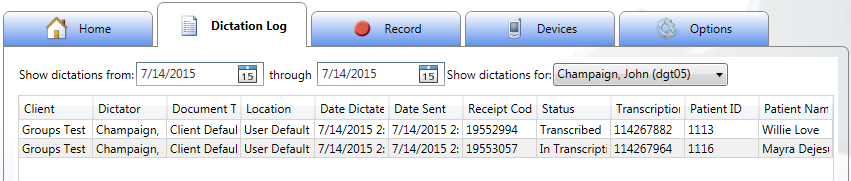 Home Dictation Log Record Devices Options
Show dictations from: 7/14/2015 15 through 7/14/2015 15 Show dictations for: Champaign, John (dgt05)
Client Dictator Document T Location Date Dictate Date Sent Receipt Cod Status Transcription Patient ID Patient Nam
Groups Test Champaign, Client Defaul User Default 7/14/2015 2: 7/14/2015 2: 19552994 Transcribed 114267882 1113 Willie Love
Groups Test Champaign, Client Defaul User Default 7/14/2015 2: 7/14/2015 2: 19553057 In Transcripti 114267964 1116 Mayra Dejesu